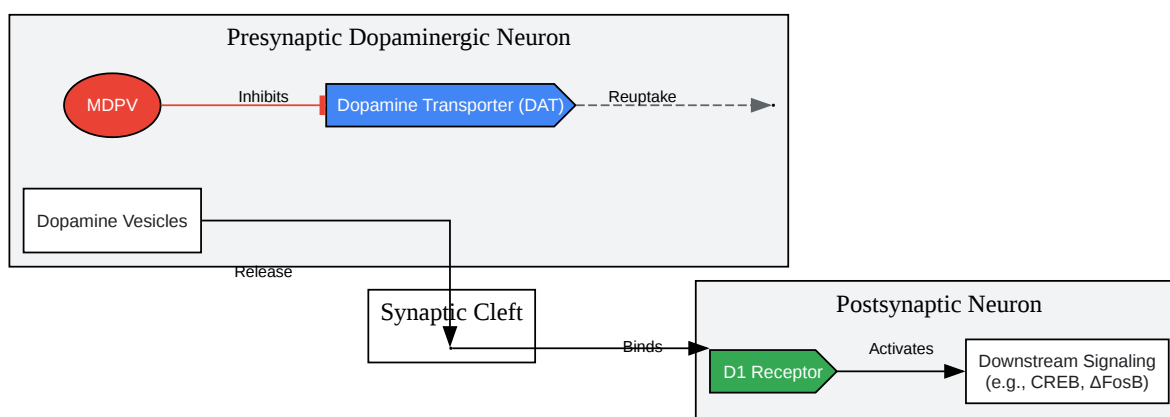 Presynaptic Dopaminergic Neuron
MDPV
Inhibits
Dopamine Transporter (DAT)
Reuptake
Dopamine Vesicles
Release
Synaptic Cleft
Binds
Postsynaptic Neuron
D1 Receptor
Activates
Downstream Signaling
(e.g., CREB, ΔFosB)